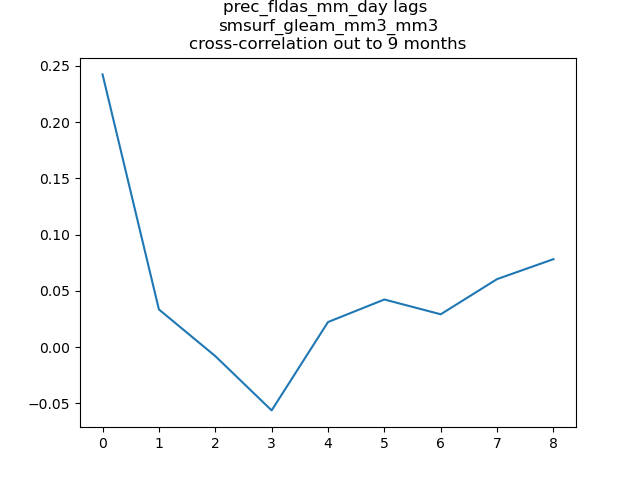 prec_fldas_mm_day lags
smsurf_gleam_mm3_mm3
cross-correlation out to 9 months
0.25
0.20
0.15
0.10
0.05
0.00
−0.05
0 1 2 3 4 5 6 7 8